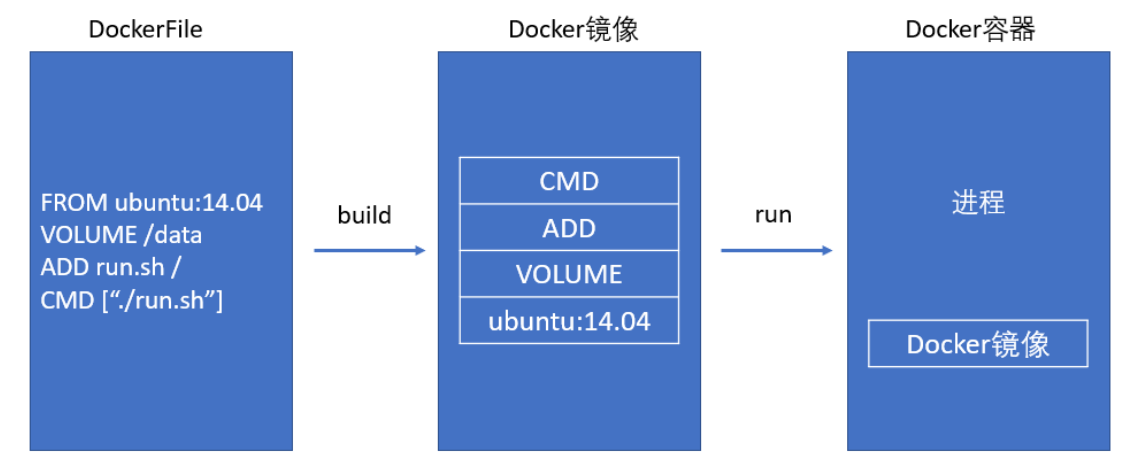 DockerFile
FROM ubuntu:14.04
VOLUME /data
ADD run.sh /
CMD [“./run.sh”]
build
Docker镜像
CMD
ADD
VOLUME
ubuntu:14.04
run
Docker容器
进程
Docker镜像